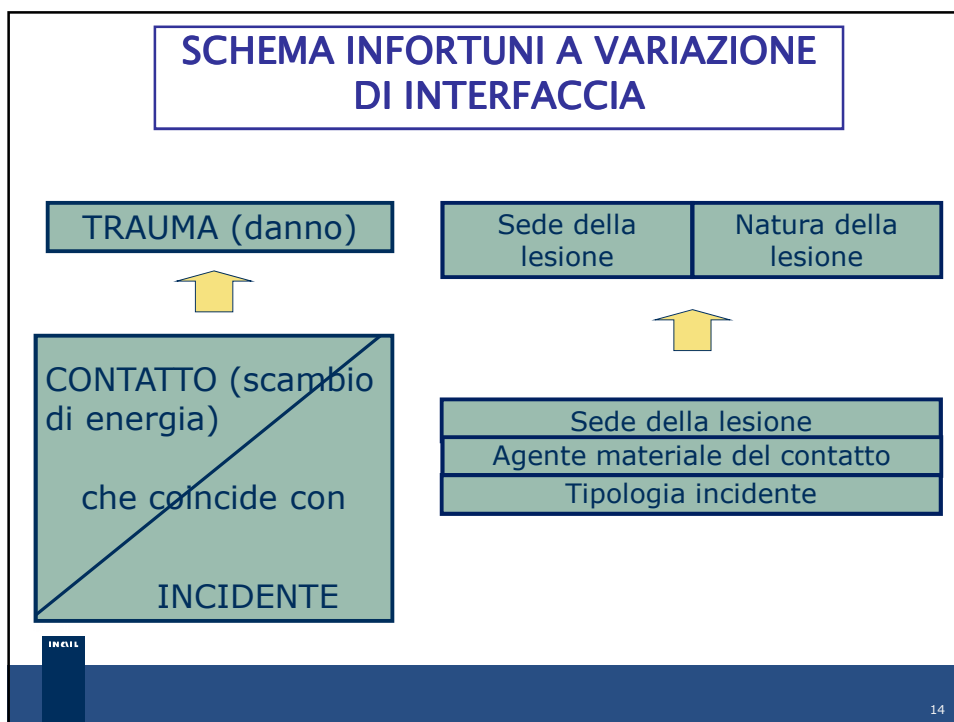 SCHEMA INFORTUNI A VARIAZIONE
DI INTERFACCIA
TRAUMA (danno)
Sede della
lesione
Natura della
lesione
CONTATTO (scambio
di energia)
che coincide con
INCIDENTE
Sede della lesione
Agente materiale del contatto
Tipologia incidente
INAIL
14